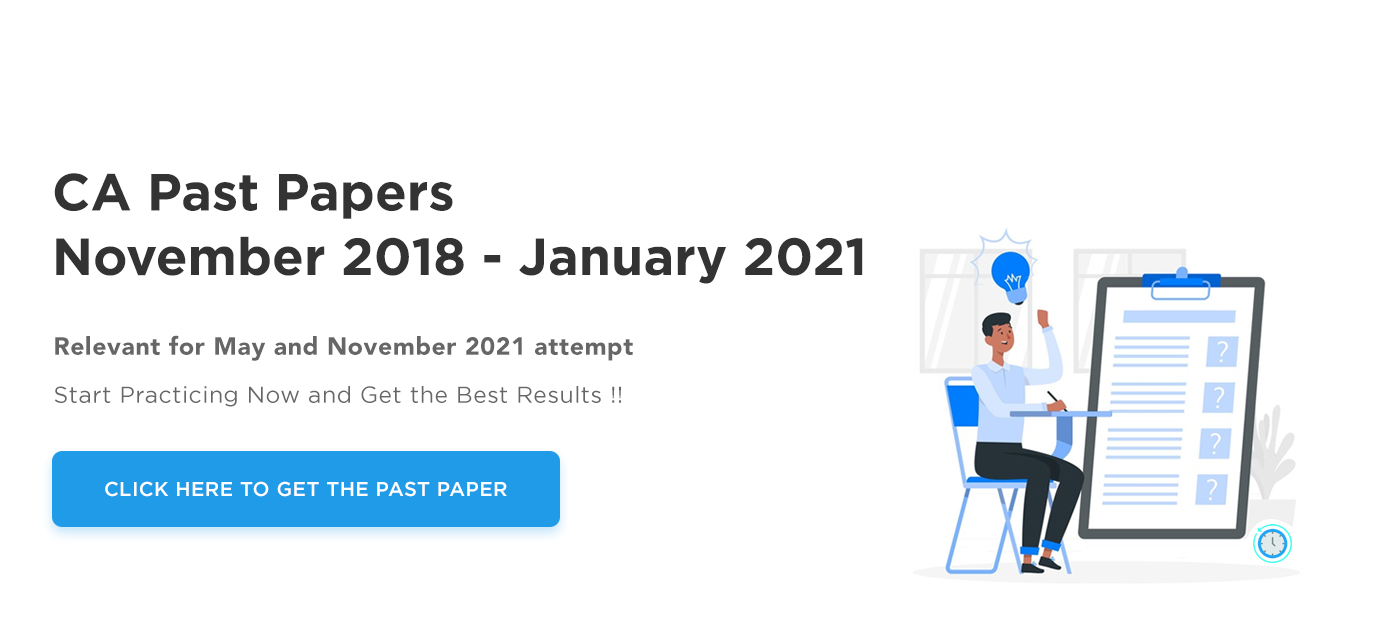 CA Past Papers
November 2018 - January 2021
Relevant for May and November 2021 attempt
Start Practicing Now and Get the Best Results !!
CLICK HERE TO GET THE PAST PAPER
?
?
?
?